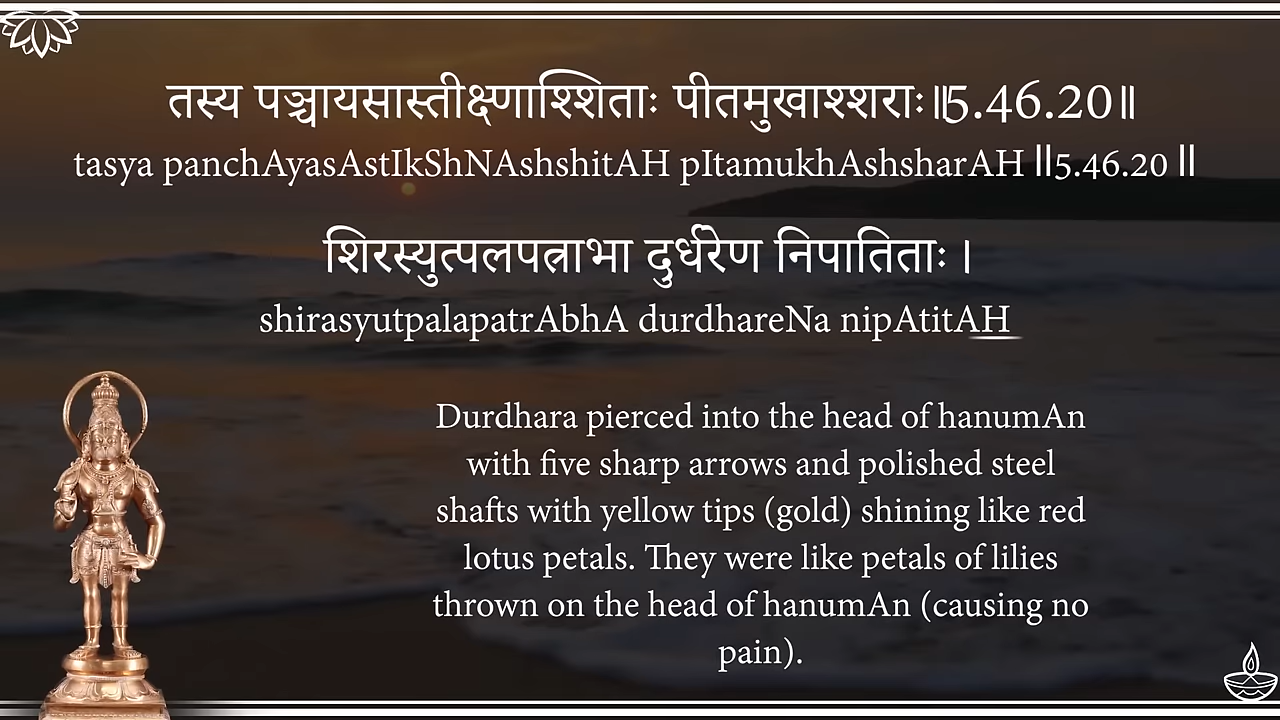 तस्य पञ्चायसास्तीक्ष्णाश्शिताः पीतमुखाश्शराः॥5.46.20॥
tasya panchAyasAstIkShNAshshitAH pItamukhAshsharAH ||5.46.20 ||
शिरस्युत्पलपत्राभा दुर्धरेण निपातिताः ।
shirasyutpalapatrAbhA durdhareNa nipAtitAH
Durdhara pierced into the head of hanumAn
with five sharp arrows and polished steel
shafts with yellow tips (gold) shining like red
lotus petals. They were like petals of lilies
thrown on the head of hanumAn (causing no
pain).